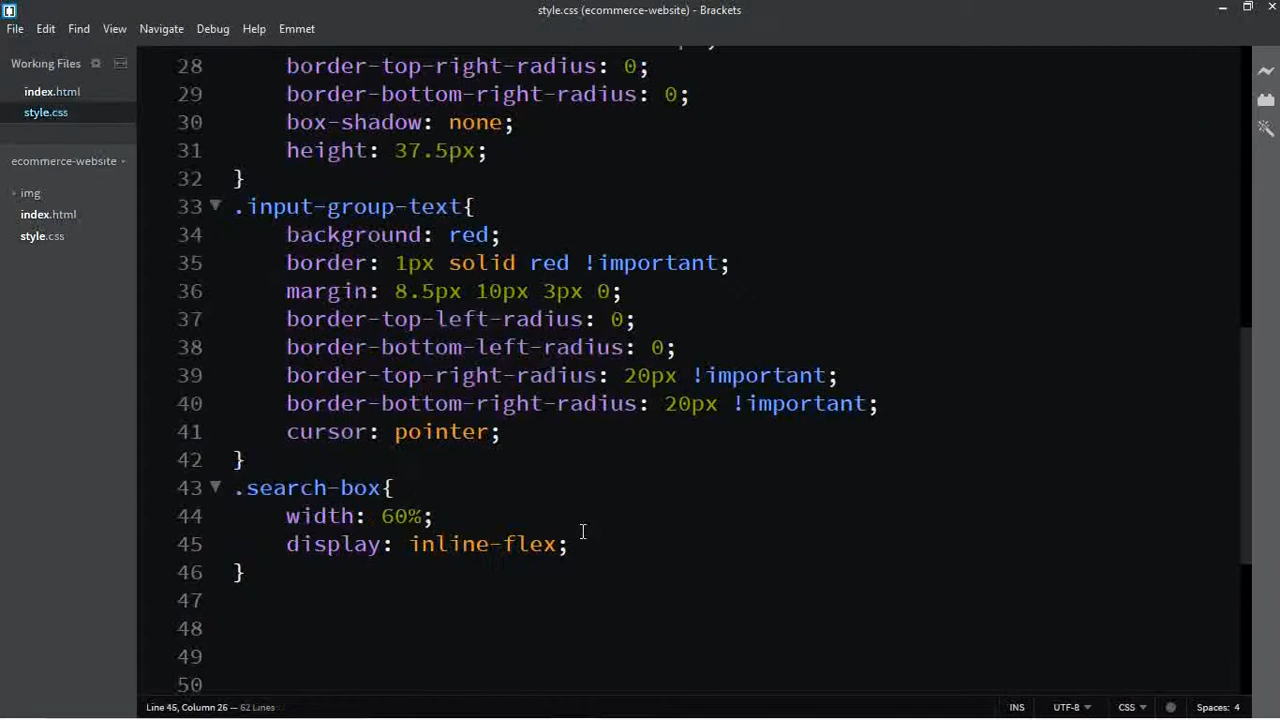 style.css (ecommerce-website) - Brackets
File Edit Find View Navigate Debug Help Emmet
Working Files
index.html
style.css
ecommerce-website
img
index.html
style.css
28 border-top-right-radius: 0;
29 border-bottom-right-radius: 0;
30 box-shadow: none;
31 height: 37.5px;
32 }
33 .input-group-text{
34 background: red;
35 border: 1px solid red !important;
36 margin: 8.5px 10px 3px 0;
37 border-top-left-radius: 0;
38 border-bottom-left-radius: 0;
39 border-top-right-radius: 20px !important;
40 border-bottom-right-radius: 20px !important;
41 cursor: pointer;
42 }
43 .search-box{
44 width: 60%;
45 display: inline-flex;
46 }
47
48
49
50
Line 45, Column 26 — 62 Lines
INS UTF-8 CSS Spaces: 4